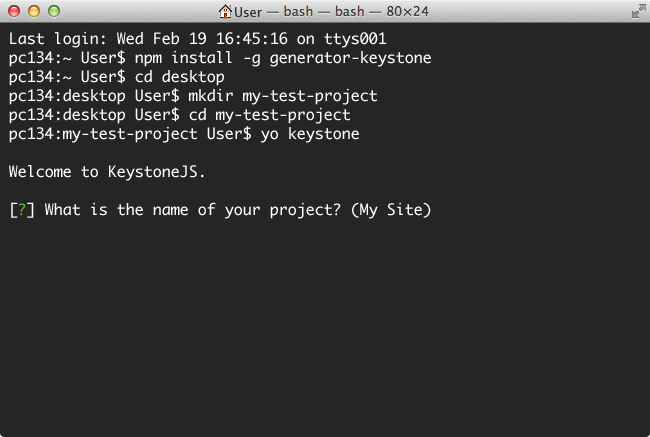 User — bash — bash — 80×24
Last login: Wed Feb 19 16:45:16 on ttys001
pc134:~ User$ npm install -g generator-keystone
pc134:~ User$ cd desktop
pc134:desktop User$ mkdir my-test-project
pc134:desktop User$ cd my-test-project
pc134:my-test-project User$ yo keystone
Welcome to KeystoneJS.
[?] What is the name of your project? (My Site)